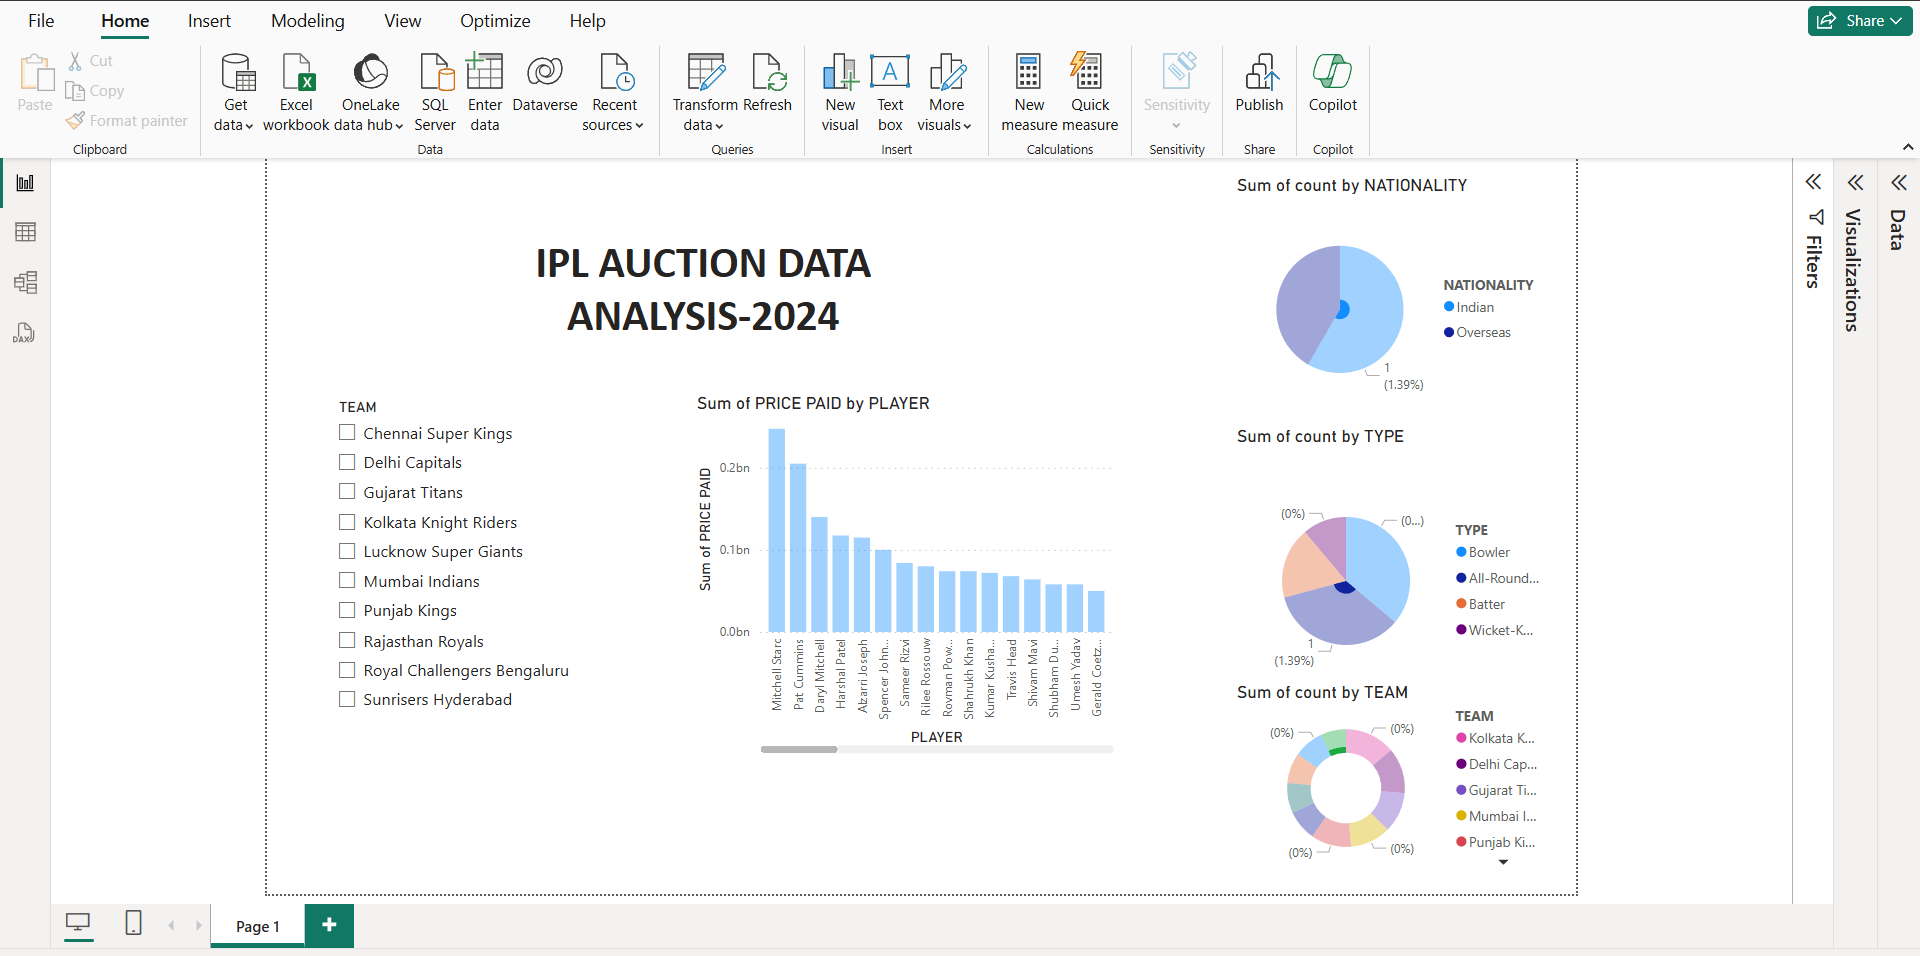 File Home Insert Modeling View Optimize Help
Share
Paste
Cut
Copy
Format painter
Clipboard
Get data
Excel workbook
OneLake data hub
SQL Server
Enter data
Dataverse
Recent sources
Data
Transform data
Refresh
Queries
New visual
A
Text box
More visuals
Insert
New measure
Quick measure
Calculations
Sensitivity
Sensitivity
Publish
Share
Copilot
Copilot
DAX
IPL AUCTION DATA
ANALYSIS-2024
TEAM
Chennai Super Kings
Delhi Capitals
Gujarat Titans
Kolkata Knight Riders
Lucknow Super Giants
Mumbai Indians
Punjab Kings
Rajasthan Royals
Royal Challengers Bengaluru
Sunrisers Hyderabad
Sum of PRICE PAID by PLAYER
Sum of PRICE PAID
0.2bn
0.1bn
0.0bn
Mitchell Starc
Pat Cummins
Daryl Mitchell
Harshal Patel
Alzarri Joseph
Spencer John...
Sameer Rizvi
Rilee Rossouw
Rovman Pow...
Shahrukh Khan
Kumar Kusha...
Travis Head
Shivam Mavi
Shubham Du...
Umesh Yadav
Gerald Coetz...
PLAYER
Sum of count by NATIONALITY
1
(1.39%)
NATIONALITY
Indian
Overseas
Sum of count by TYPE
(0%)
(0...)
1
(1.39%)
TYPE
Bowler
All-Round...
Batter
Wicket-K...
Sum of count by TEAM
(0%)
(0%)
(0%)
(0%)
TEAM
Kolkata K...
Delhi Cap...
Gujarat Ti...
Mumbai I...
Punjab Ki...
Filters
Visualizations
Data
Page 1